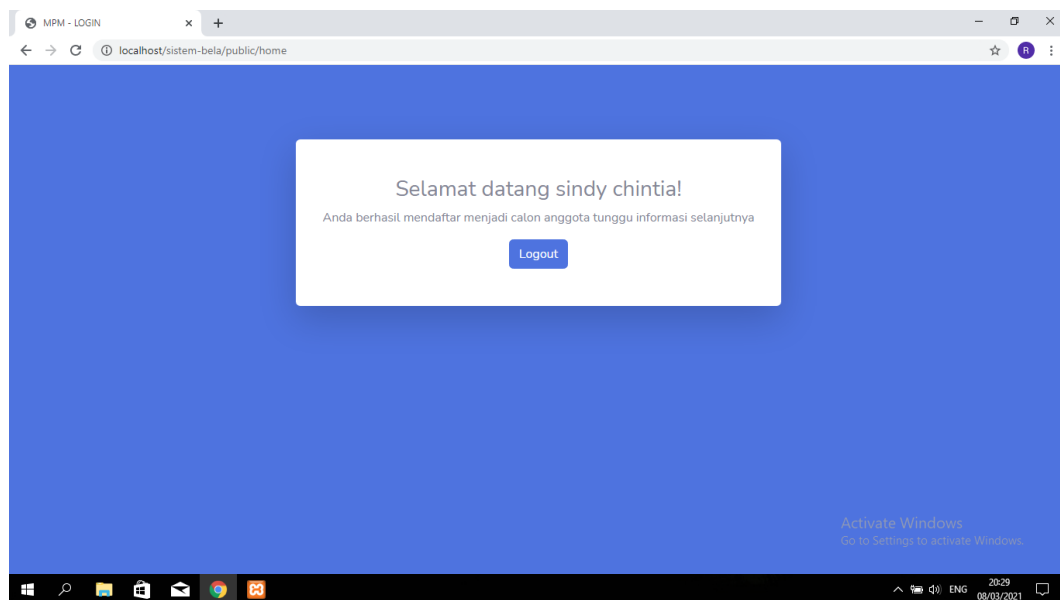 MPM - LOGIN
localhost/sistem-bela/public/home
R
Selamat datang sindy chintia!
Anda berhasil mendaftar menjadi calon anggota tunggu informasi selanjutnya
Logout
Activate Windows
Go to Settings to activate Windows.
ENG
20:29
08/03/2021